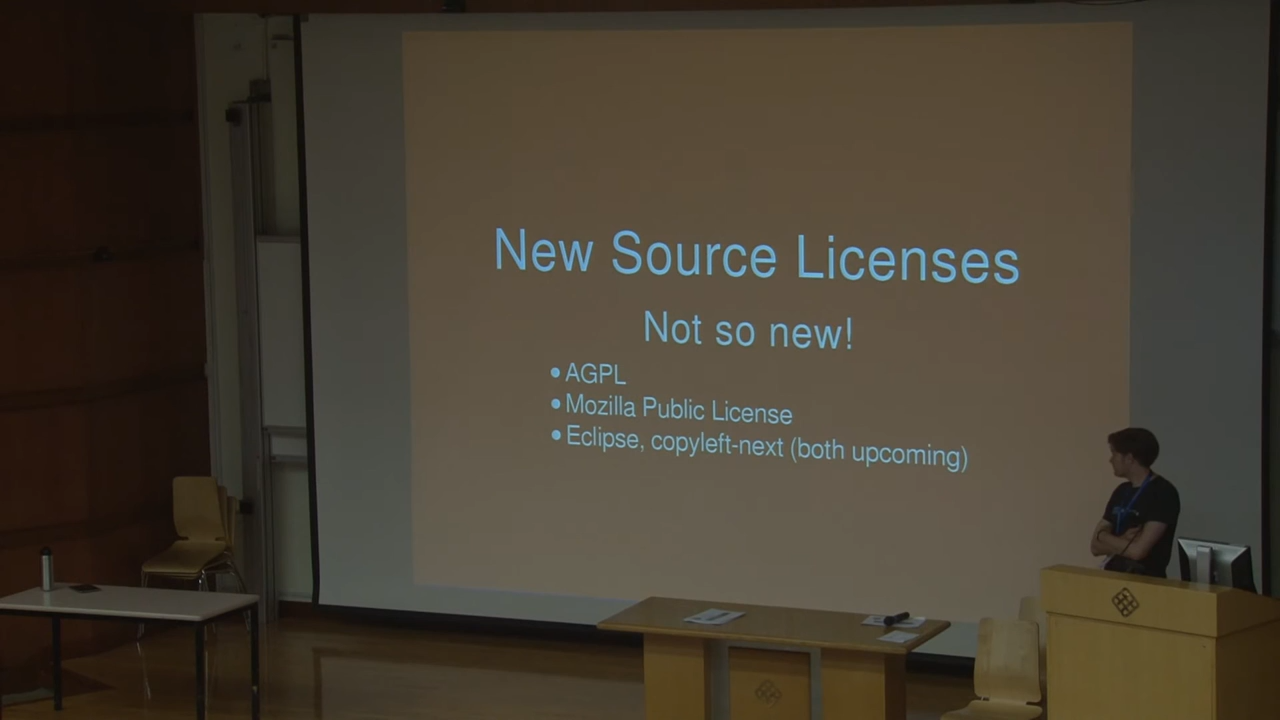 New Source Licenses
Not so new!
• AGPL
• Mozilla Public License
• Eclipse, copyleft-next (both upcoming)